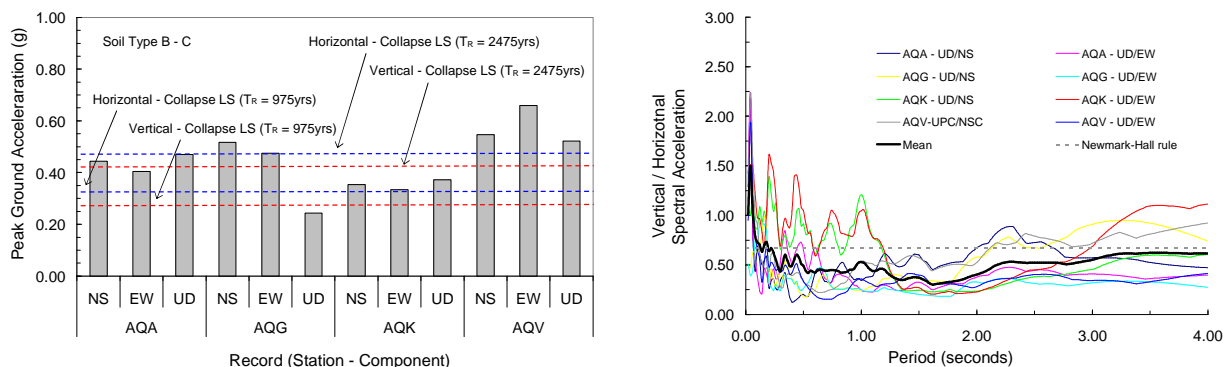 1.00
0.80
0.60
0.40
0.20
0.00
Peak Ground Acceleraration (g)
Soil Type B - C
Horizontal - Collapse LS (TR = 2475yrs)
Vertical - Collapse LS (TR = 2475yrs)
Horizontal - Collapse LS (TR = 975yrs)
Vertical - Collapse LS (TR = 975yrs)
NS EW UD NS EW UD NS EW UD NS EW UD
AQA AQG AQK AQV
Record (Station - Component)
3.00
2.50
2.00
1.50
1.00
0.50
0.00
Vertical / Horizotnal
Spectral Acceleration
AQA - UD/NS AQA - UD/EW
AQG - UD/NS AQG - UD/EW
AQK - UD/NS AQK - UD/EW
AQV-UPC/NSC AQV - UD/EW
Mean Newmark-Hall rule
0.00 1.00 2.00 3.00 4.00
Period (seconds)